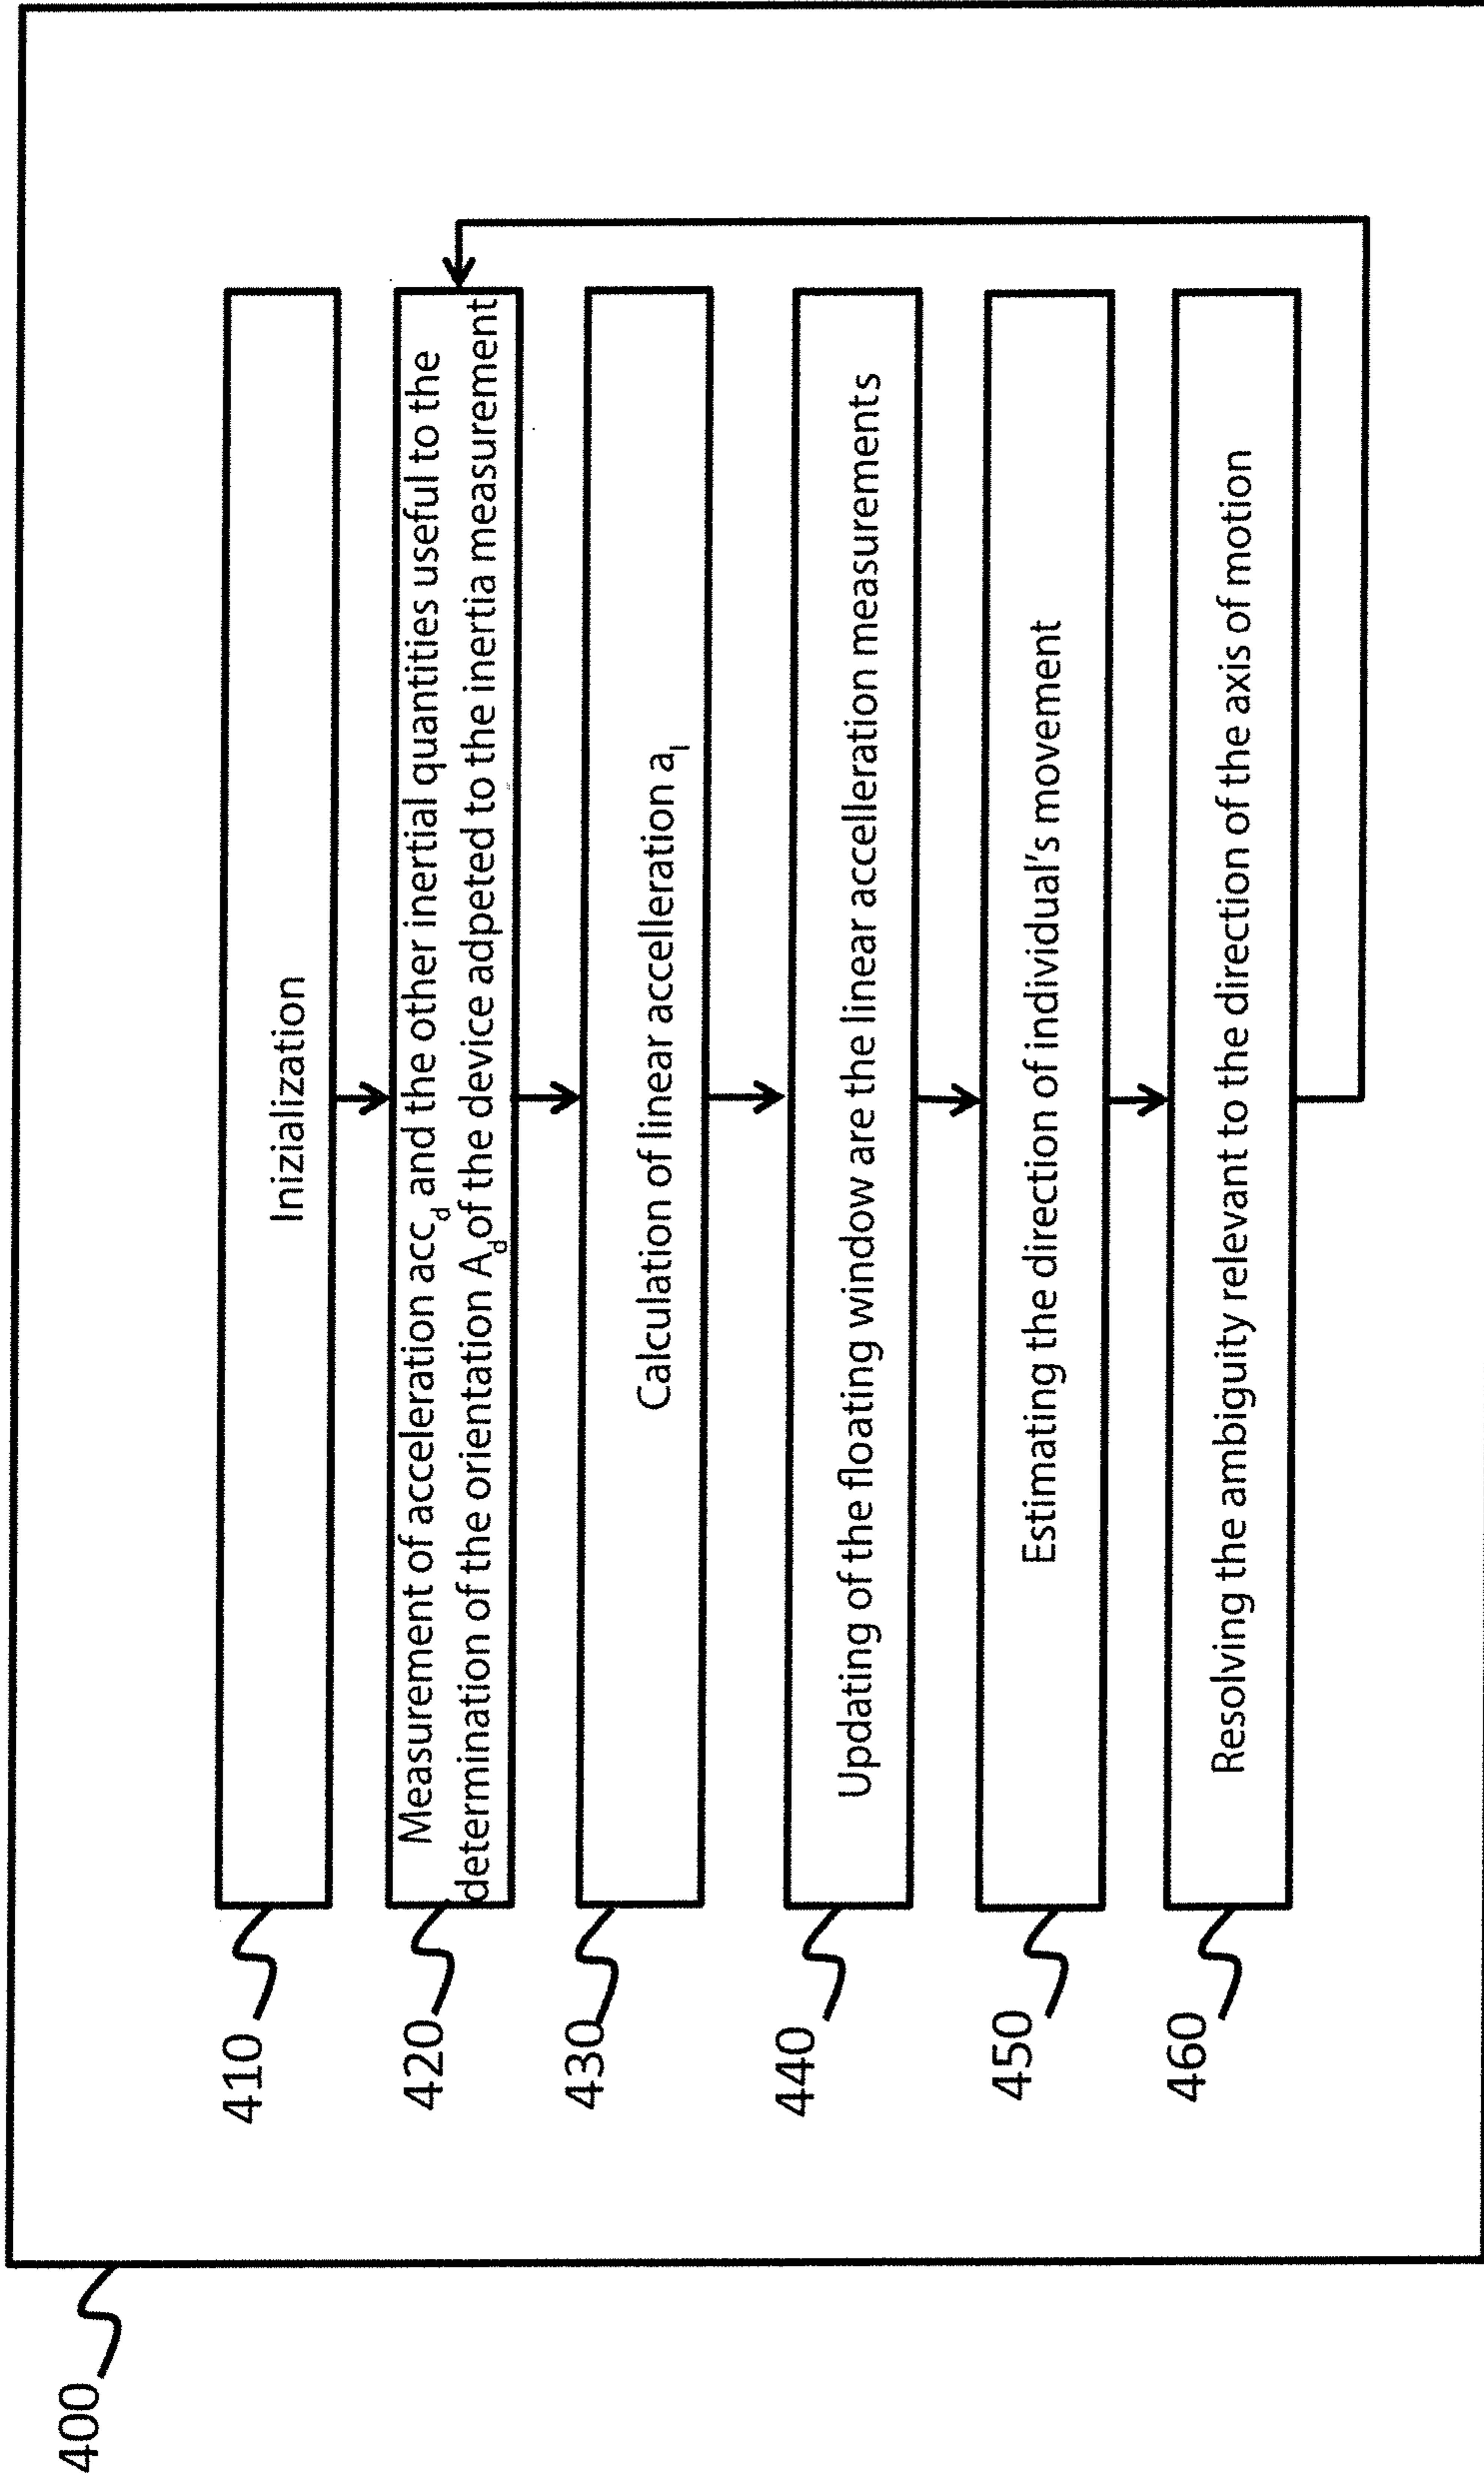 400
410
Inizialization
420
Measurement of acceleration acc_d and the other inertial quantities useful to the
determination of the orientation A_d of the device adpeted to the inertia measurement
430
Calculation of linear accelleration a_l
440
Updating of the floating window are the linear accelleration measurements
450
Estimating the direction of individual's movement
460
Resolving the ambiguity relevant to the direction of the axis of motion